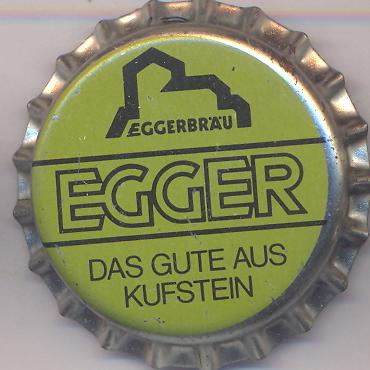 EGGERBRÄU
EGGER
DAS GUTE AUS
KUFSTEIN